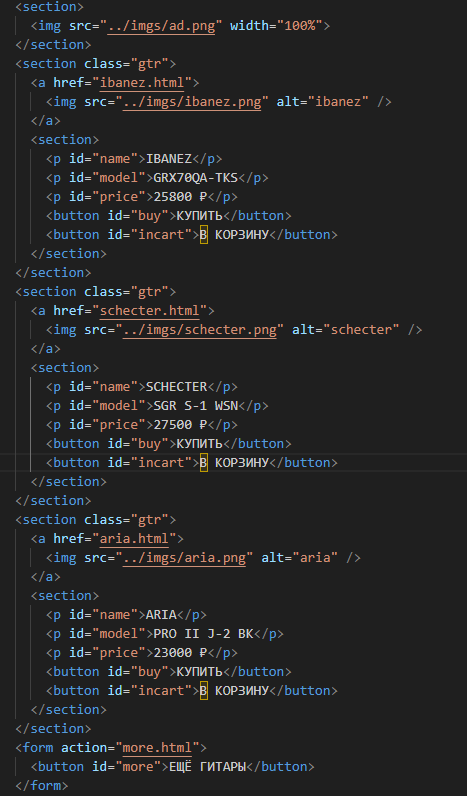 <section>
<img src="../imgs/ad.png" width="100%">
</section>
<section class="gtr">
<a href="ibanez.html">
<img src="../imgs/ibanez.png" alt="ibanez" />
</a>
<section>
<p id="name">IBANEZ</p>
<p id="model">GRX70QA-TKS</p>
<p id="price">25800 ₽</p>
<button id="buy">КУПИТЬ</button>
<button id="incart">В КОРЗИНУ</button>
</section>
</section>
<section class="gtr">
<a href="schecter.html">
<img src="../imgs/schecter.png" alt="schecter" />
</a>
<section>
<p id="name">SCHECTER</p>
<p id="model">SGR S-1 WSN</p>
<p id="price">27500 ₽</p>
<button id="buy">КУПИТЬ</button>
<button id="incart">В КОРЗИНУ</button>
</section>
</section>
<section class="gtr">
<a href="aria.html">
<img src="../imgs/aria.png" alt="aria" />
</a>
<section>
<p id="name">ARIA</p>
<p id="model">PRO II J-2 BK</p>
<p id="price">23000 ₽</p>
<button id="buy">КУПИТЬ</button>
<button id="incart">В КОРЗИНУ</button>
</section>
</section>
<form action="more.html">
<button id="more">ЕЩЁ ГИТАРЫ</button>
</form>